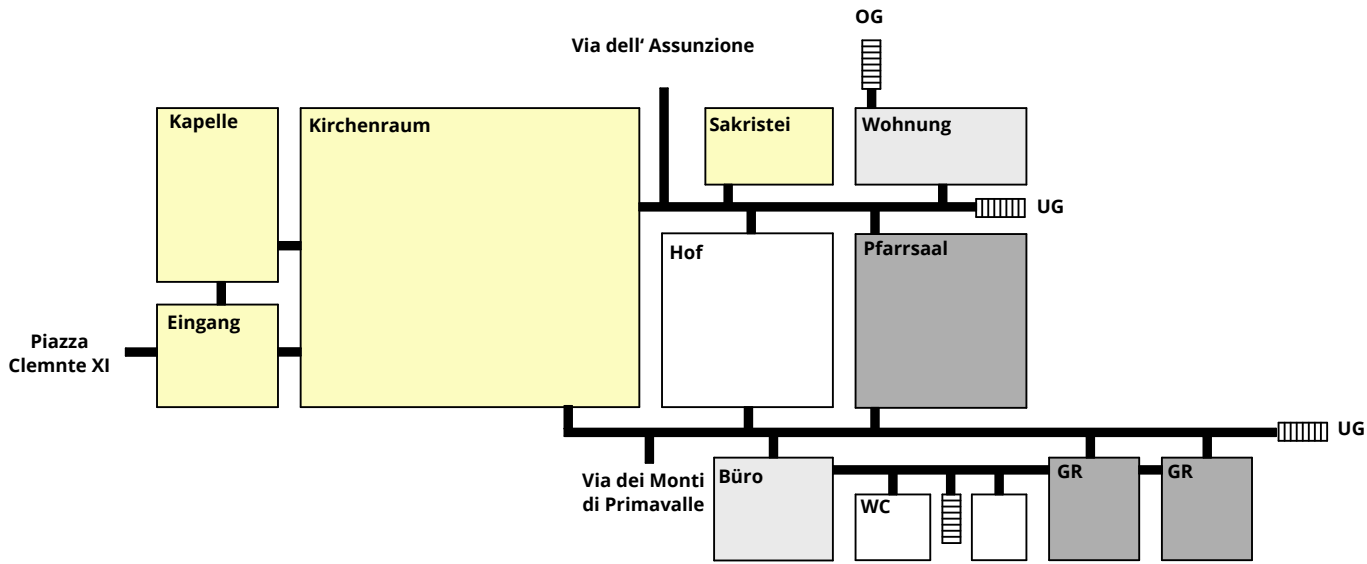 OG
Via dell‘ Assunzione
Kapelle
Kirchenraum
Sakristei
Wohnung
UG
Hof
Pfarrsaal
Eingang
Piazza
Clemnte XI
UG
Via dei Monti
di Primavalle
Büro
GR
GR
WC